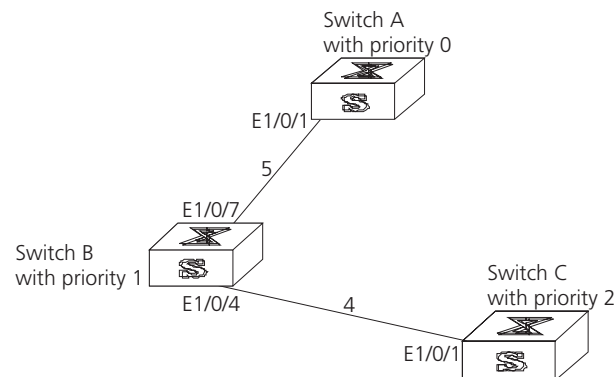 Switch A
with priority 0
E1/0/1
5
E1/0/7
Switch B
with priority 1
E1/0/4
4
Switch C
with priority 2
E1/0/1
S
S
S